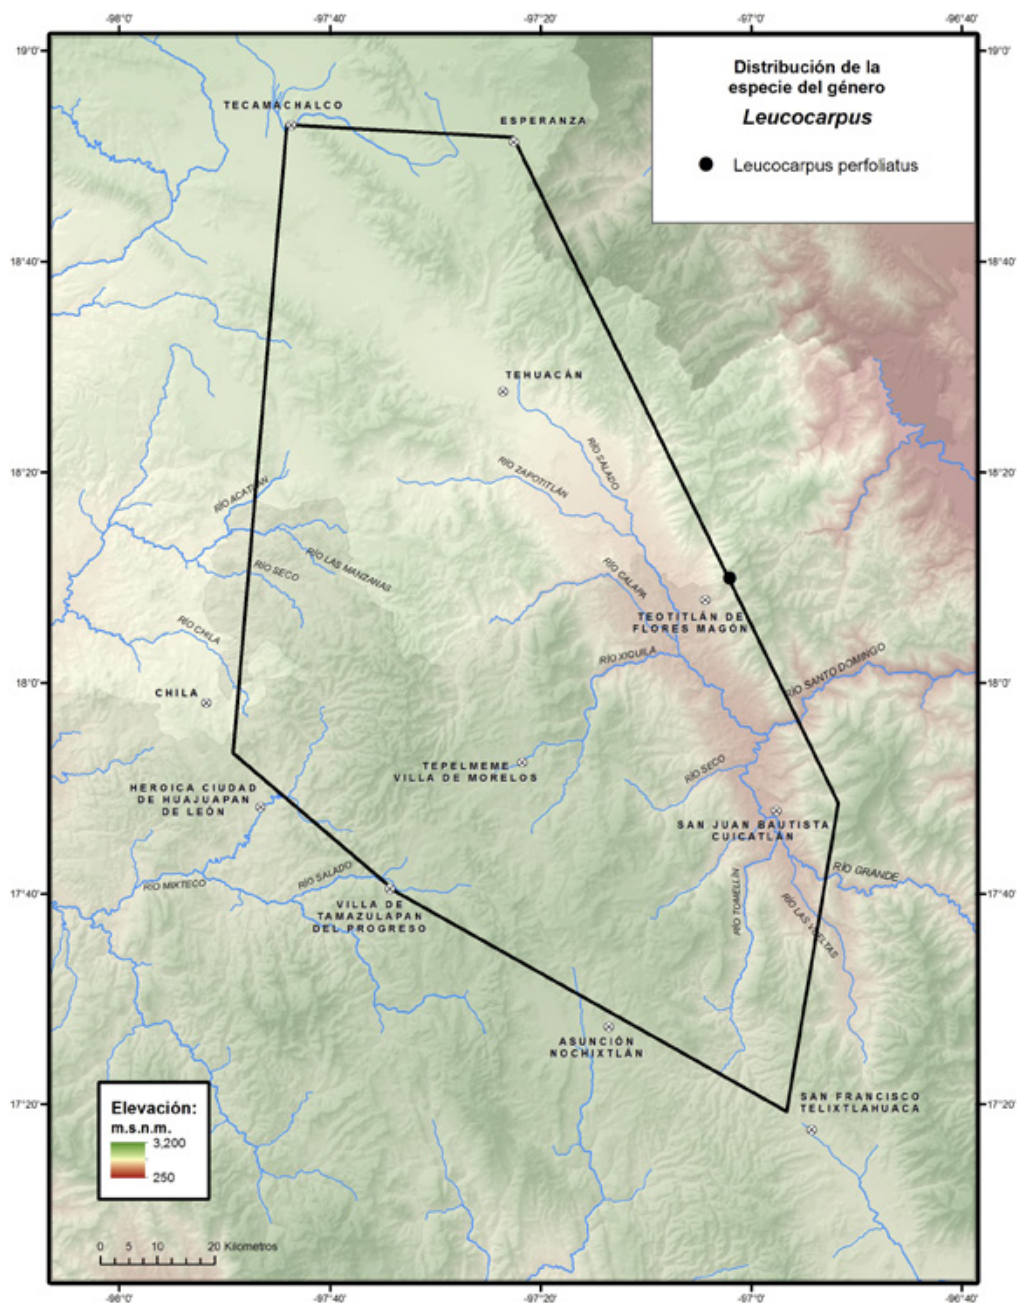 -98°0'
-97°40'
-97°20'
-97°0'
-96°40'
19°0'
19°0'
Distribución de la
especie del género
Leucocarpus
Leucocarpus perfoliatus
TECAMACHALCO
ESPERANZA
18°40'
18°40'
TEHUACÁN
RÍO SALADO
RÍO ZAPOTITLÁN
18°20'
18°20'
RÍO ACATLÁN
RÍO LAS MANZANAS
RÍO SECO
RÍO CALAPA
TEOTITLÁN DE
FLORES MAGÓN
RÍO CHILA
RÍO XIQUILA
RÍO SANTO DOMINGO
18°0'
18°0'
CHILA
TEPELMEME
VILLA DE MORELOS
RÍO SECO
HEROICA CIUDAD
DE HUAJUAPAN
DE LEÓN
SAN JUAN BAUTISTA
CUICATLÁN
RÍO GRANDE
RÍO MIXTECO
RÍO SALADO
17°40'
17°40'
VILLA DE
TAMAZULAPAN
DEL PROGRESO
RÍO TOMELLÍN
RÍO LAS VUELTAS
ASUNCIÓN
NOCHIXTLÁN
SAN FRANCISCO
TELIXTLAHUACA
17°20'
17°20'
Elevación:
m.s.n.m.
3,200
250
0 5 10 20 Kilometros
-98°0'
-97°40'
-97°20'
-97°0'
-96°40'